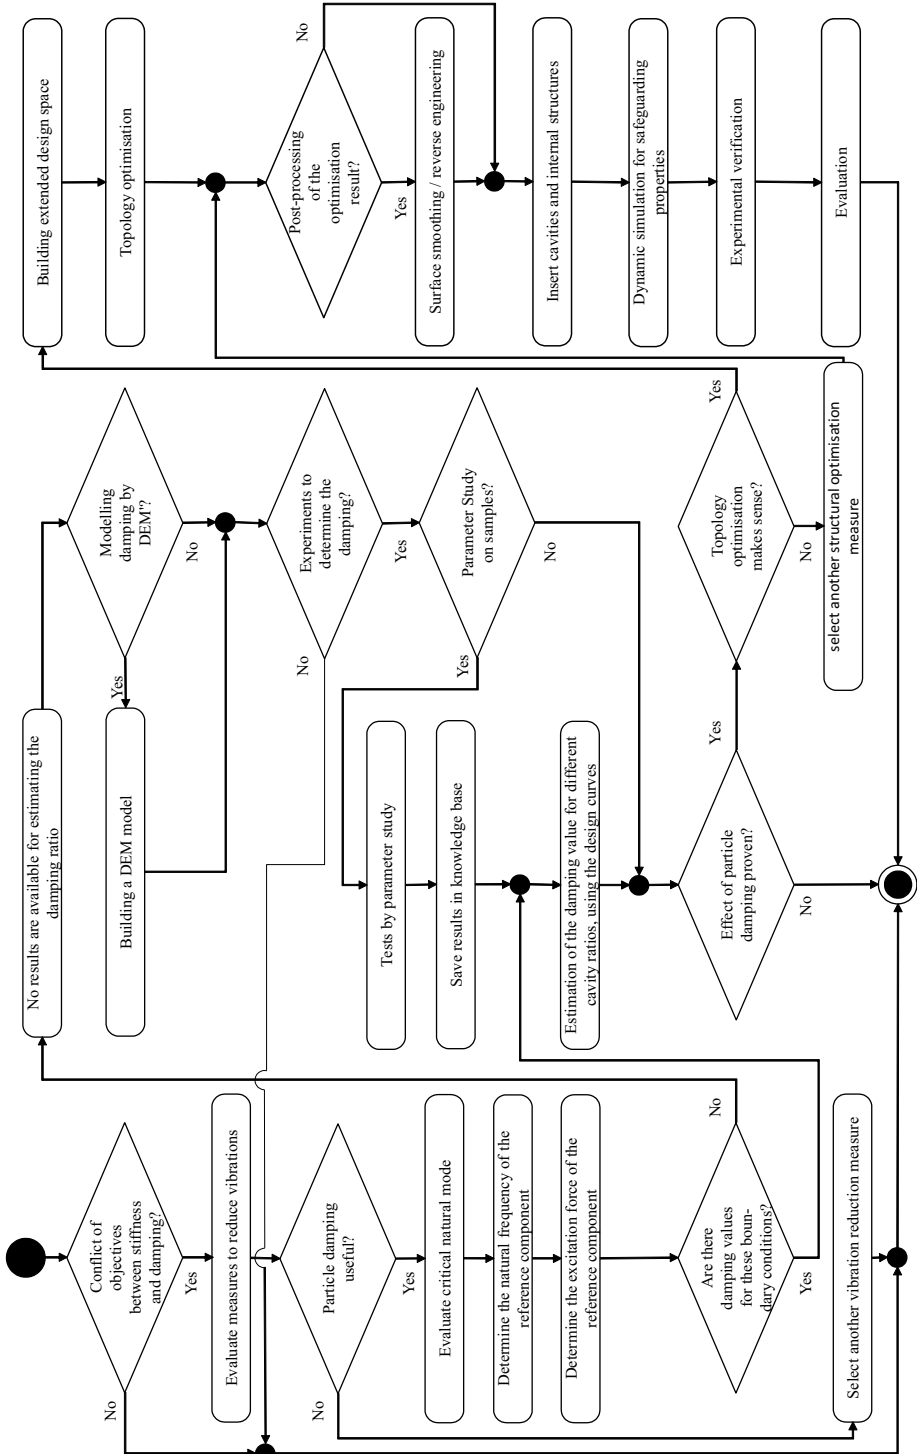 Conflict of
objectives
between stiffness
and damping?
No
Yes
Evaluate measures to reduce vibrations
Particle damping
useful?
No
Yes
Evaluate critical natural mode
Determine the natural frequency of the
reference component
Determine the excitation force of the
reference component
Are there
damping values
for these boun-
dary conditions?
No
Yes
Select another vibration reduction measure
No results are available for estimating the
damping ratio
Modelling
damping by
DEM'?
Yes
No
Building a DEM model
Experiments to
determine the
damping?
No
Yes
Parameter Study
on samples?
Yes
No
Tests by parameter study
Save results in knowledge base
Estimation of the damping value for different
cavity ratios, using the design curves
Effect of particle
damping proven?
Yes
No
Topology
optimisation
makes sense?
Yes
No
select another structural optimisation
measure
Building extended design space
Topology optimisation
Post-processing
of the
optimisation
result?
No
Yes
Surface smoothing / reverse engineering
Insert cavities and internal structures
Dynamic simulation for safeguarding
properties
Experimental verification
Evaluation